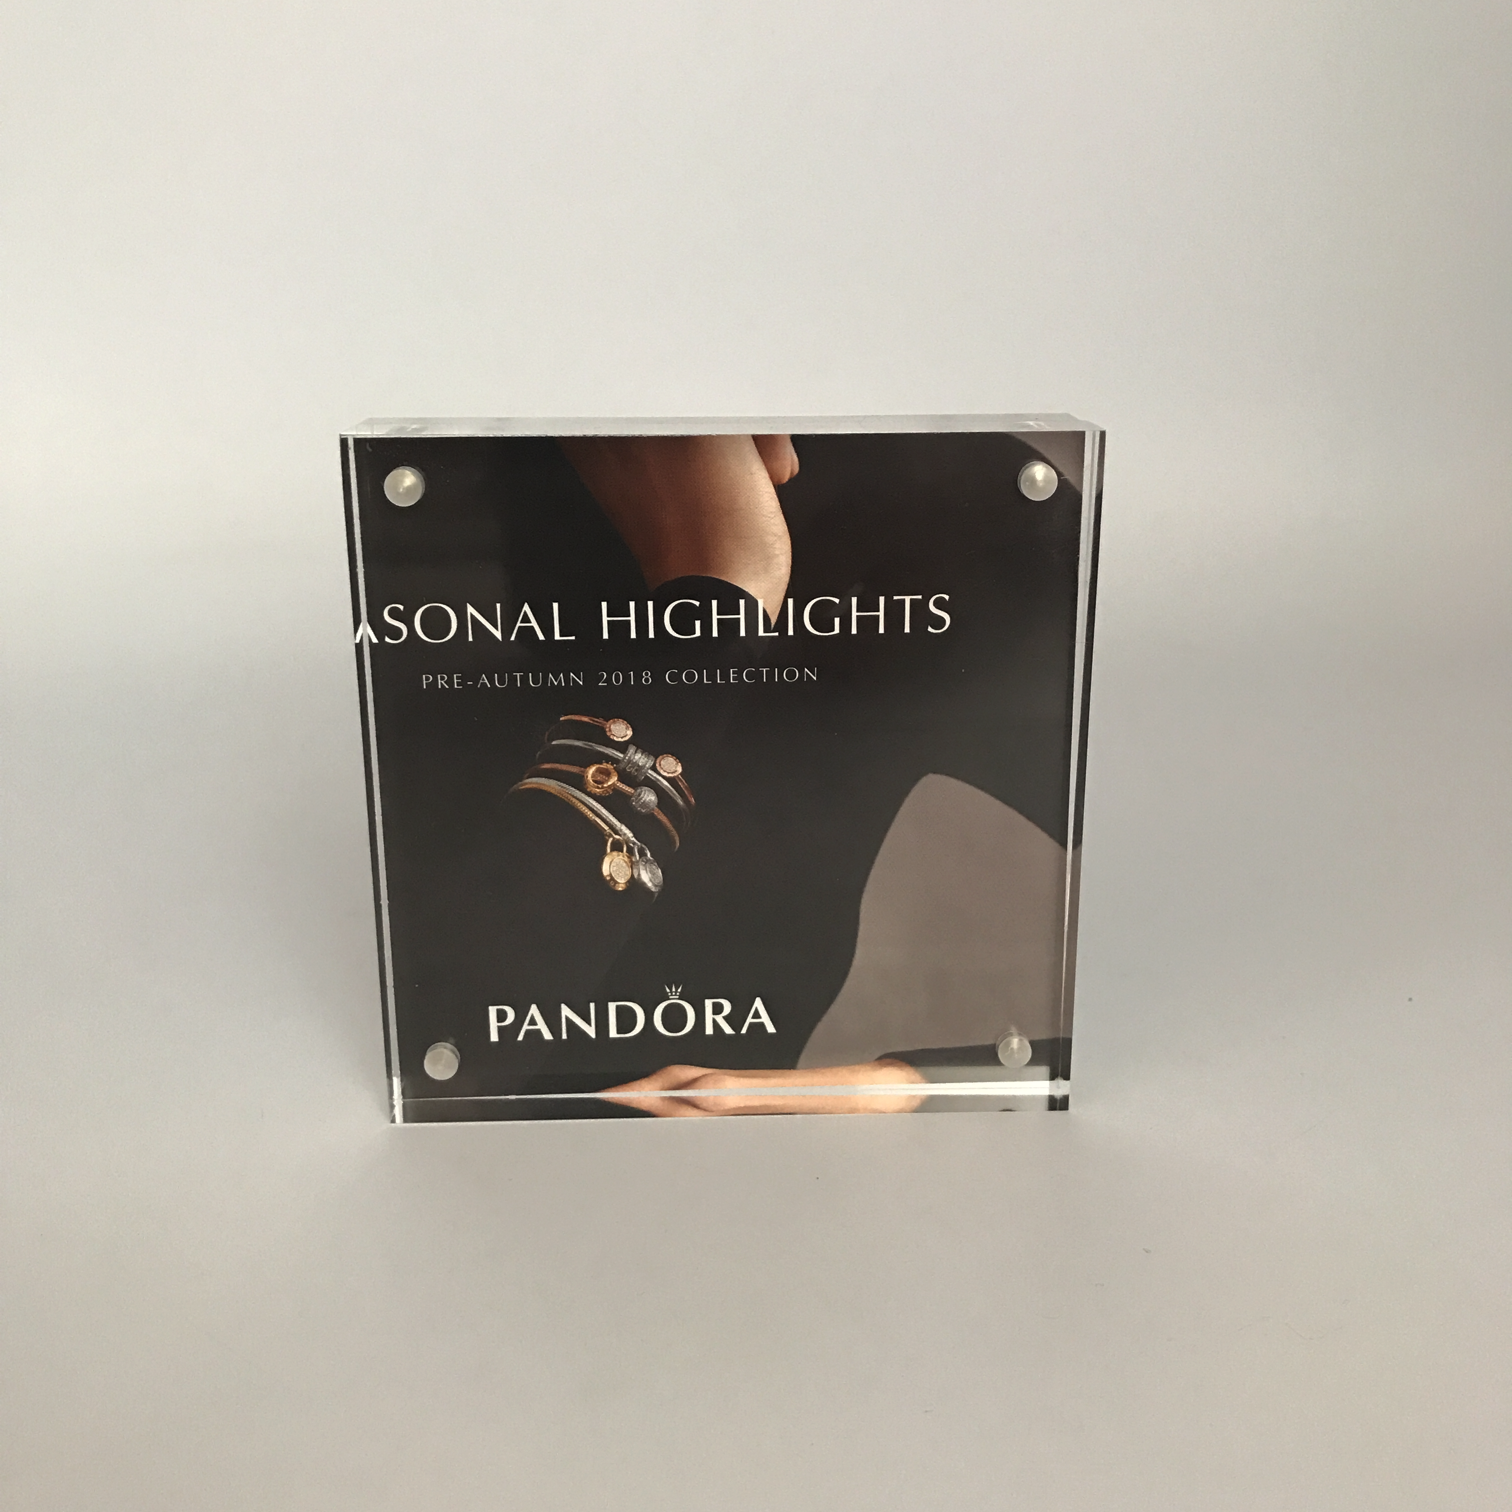 ASONAL HIGHLIGHTS
PRE-AUTUMN 2018 COLLECTION
PANDORA